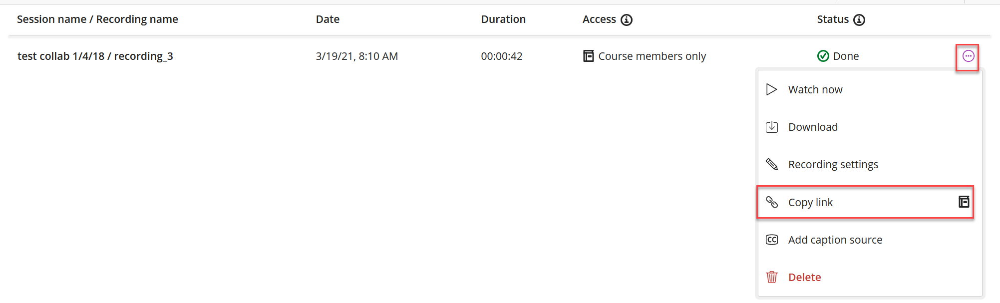 Session name / Recording name Date Duration Access Status
test collab 1/4/18 / recording_3 3/19/21, 8:10 AM 00:00:42 Course members only Done
Watch now
Download
Recording settings
Copy link
CC Add caption source
Delete